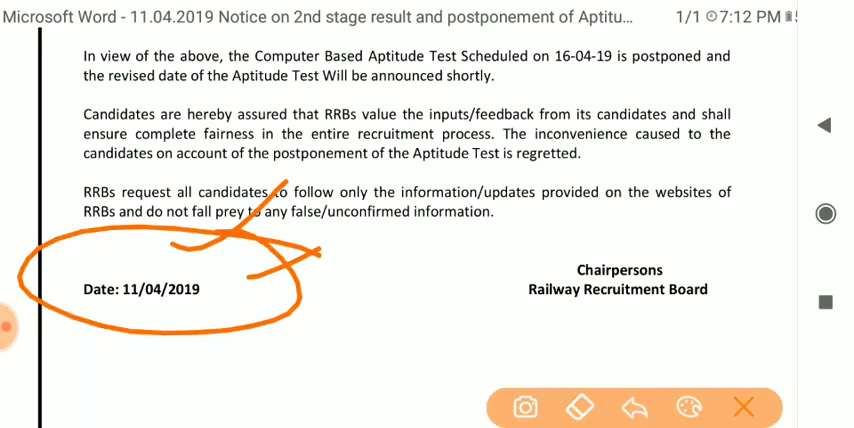 Microsoft Word - 11.04.2019 Notice on 2nd stage result and postponement of Aptitu... 1/1 7:12 PM
In view of the above, the Computer Based Aptitude Test Scheduled on 16-04-19 is postponed and
the revised date of the Aptitude Test Will be announced shortly.
Candidates are hereby assured that RRBs value the inputs/feedback from its candidates and shall
ensure complete fairness in the entire recruitment process. The inconvenience caused to the
candidates on account of the postponement of the Aptitude Test is regretted.
RRBs request all candidates to follow only the information/updates provided on the websites of
RRBs and do not fall prey to any false/unconfirmed information.
Chairpersons
Date: 11/04/2019 Railway Recruitment Board